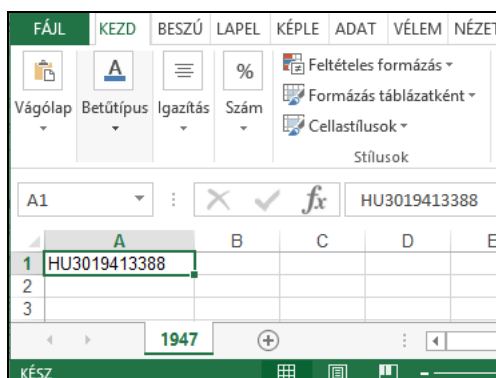 FÁJL KEZD BESZÚ LAPEL KÉPLE ADAT VÉLEM NÉZET
Vágólap Betűtípus Igazítás Szám
%
Feltételes formázás
Formázás táblázatként
Cellastílusok
Stílusok
A1 fx HU3019413388
A B C D E
1 HU3019413388
2
3
1947
KÉSZ